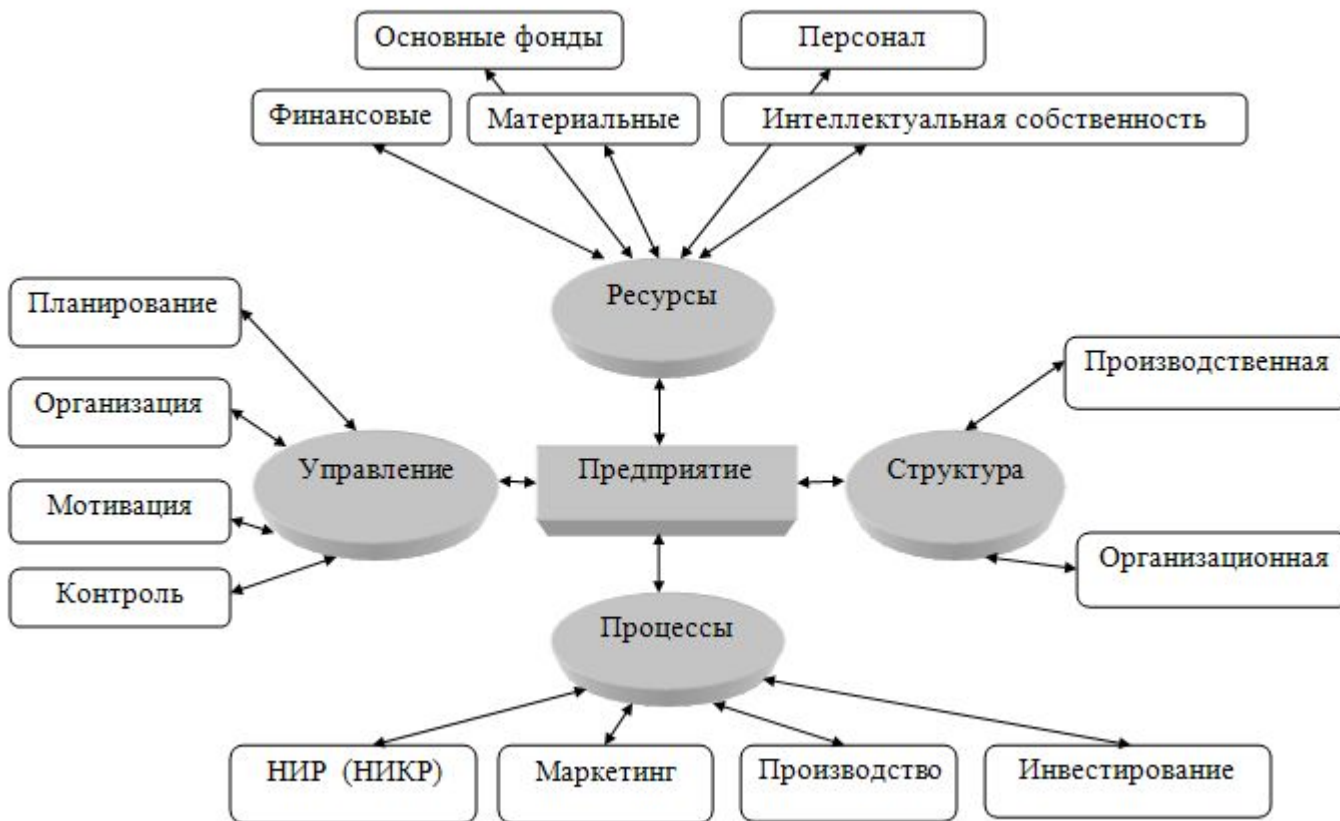 Основные фонды
Персонал
Финансовые
Материальные
Интеллектуальная собственность
Ресурсы
Планирование
Производственная
Организация
Управление
Предприятие
Структура
Мотивация
Организационная
Контроль
Процессы
НИР (НИКР)
Маркетинг
Производство
Инвестирование